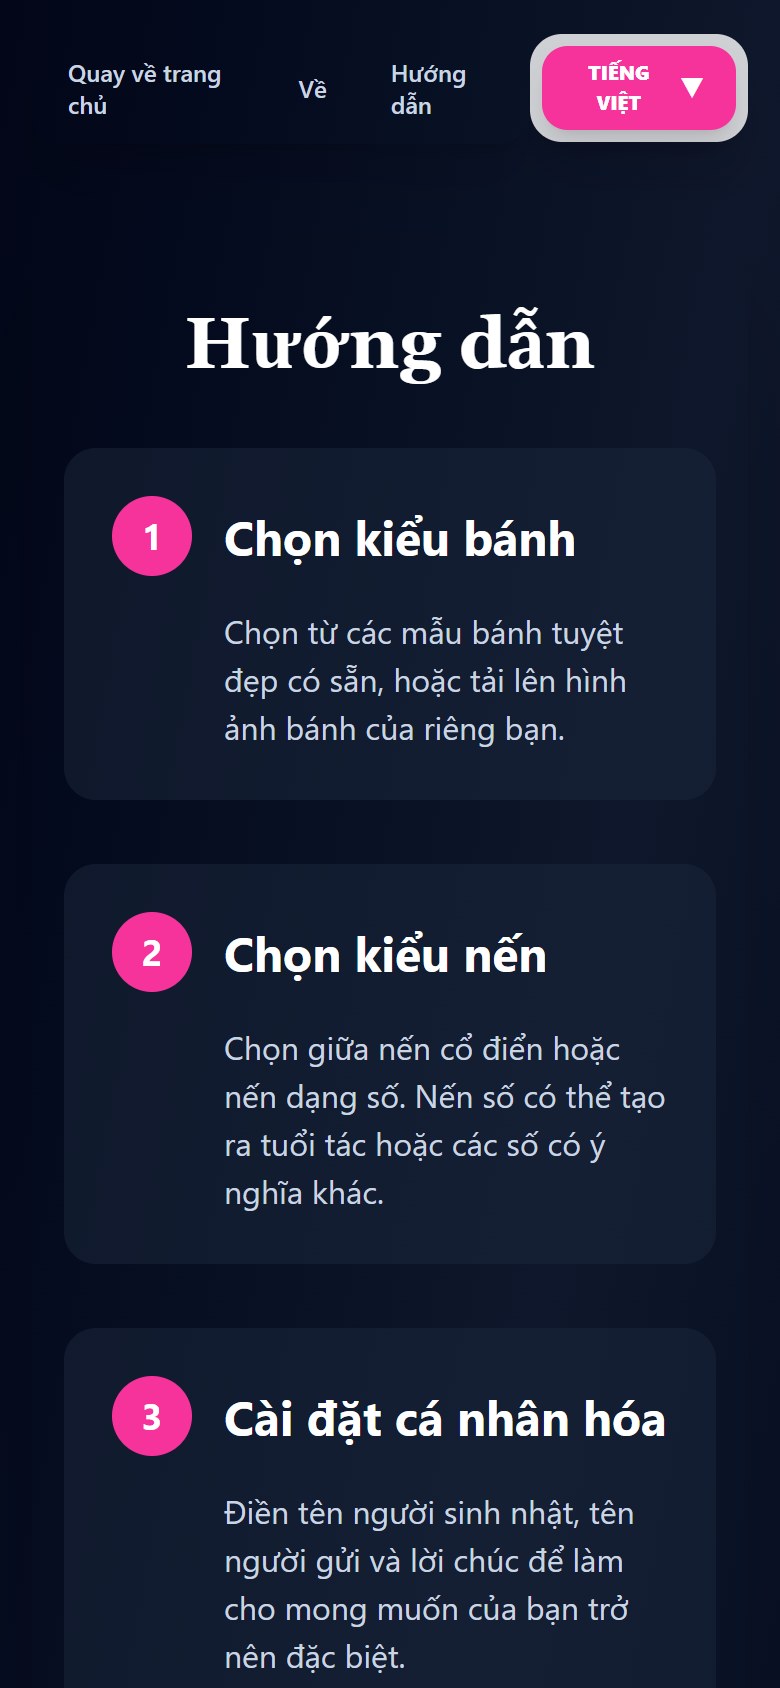 Quay về trang
chủ
Về
Hướng
dẫn
TIẾNG
VIỆT
Hướng dẫn
1
Chọn kiểu bánh
Chọn từ các mẫu bánh tuyệt
đẹp có sẵn, hoặc tải lên hình
ảnh bánh của riêng bạn.
2
Chọn kiểu nến
Chọn giữa nến cổ điển hoặc
nến dạng số. Nến số có thể tạo
ra tuổi tác hoặc các số có ý
nghĩa khác.
3
Cài đặt cá nhân hóa
Điền tên người sinh nhật, tên
người gửi và lời chúc để làm
cho mong muốn của bạn trở
nên đặc biệt.